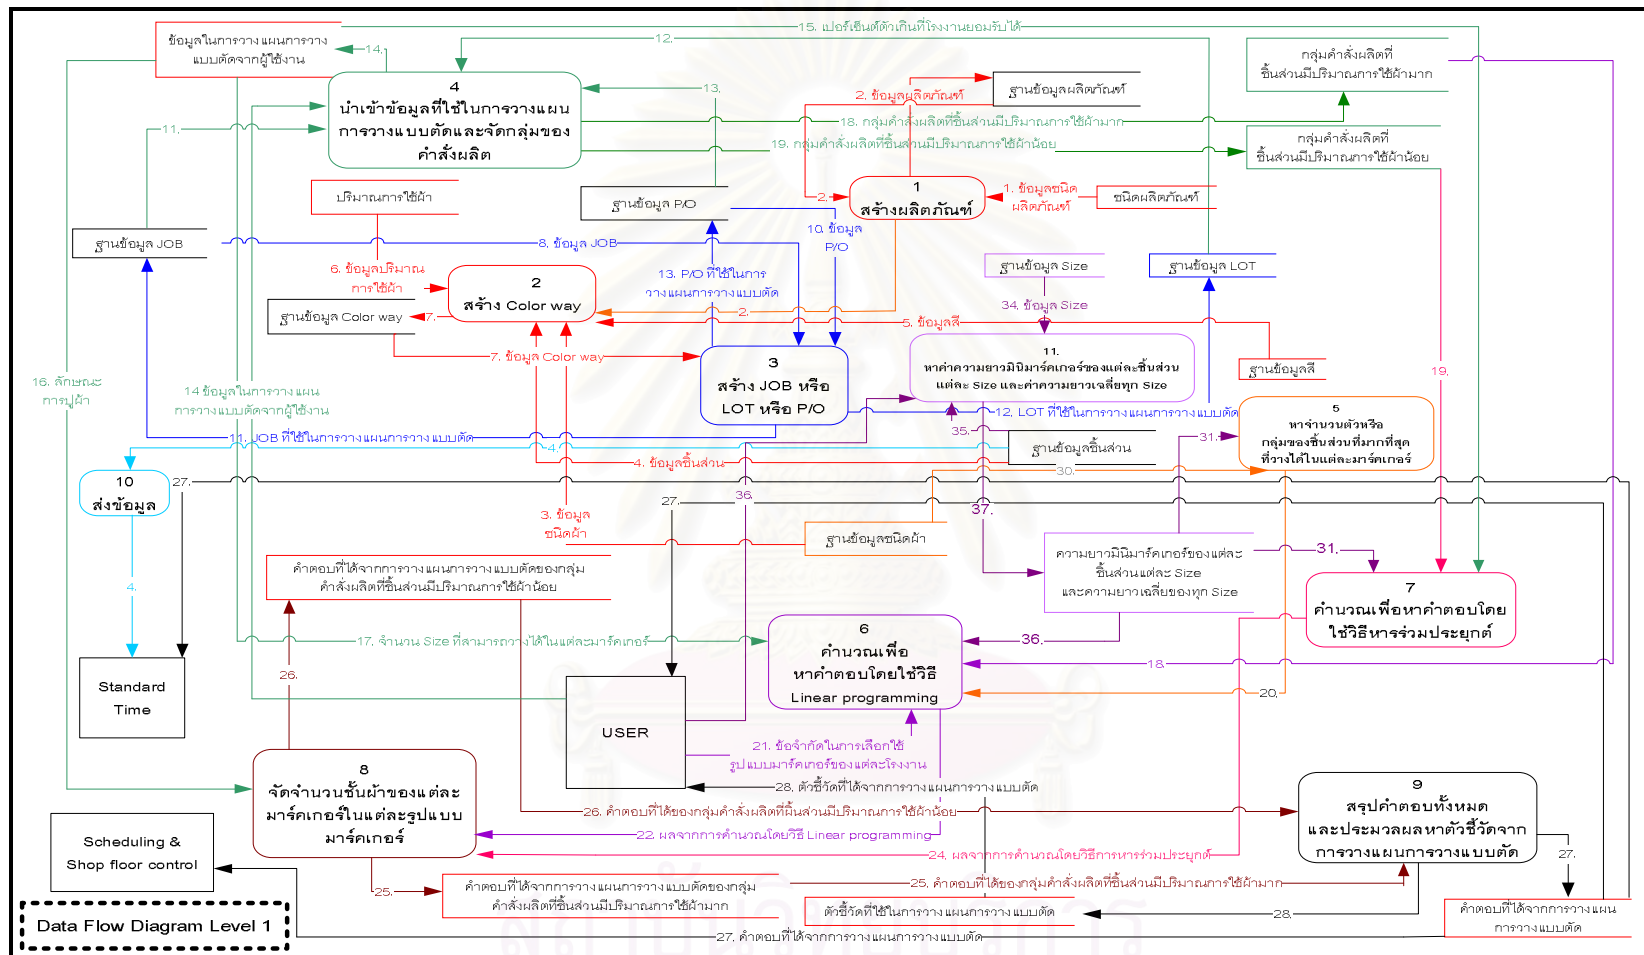 15. เปอร์เซ็นต์ตัวเกินที่โรงงานยอมรับได้
ข้อมูลในการวางแผนการวาง
แบบตัดจากผู้ใช้งาน
14.
12.
กลุ่มคำสั่งผลิตที่
ชิ้นส่วนมีปริมาณการใช้ผ้ามาก
4
นำเข้าข้อมูลที่ใช้ในการวางแผน
การวางแบบตัดและจัดกลุ่มของ
คำสั่งผลิต
13.
2. ข้อมูลผลิตภัณฑ์
ฐานข้อมูลผลิตภัณฑ์
11.
18. กลุ่มคำสั่งผลิตที่ชิ้นส่วนมีปริมาณการใช้ผ้ามาก
19. กลุ่มคำสั่งผลิตที่ชิ้นส่วนมีปริมาณการใช้ผ้าน้อย
กลุ่มคำสั่งผลิตที่
ชิ้นส่วนมีปริมาณการใช้ผ้าน้อย
ปริมาณการใช้ผ้า
ฐานข้อมูล P/O
2.
1
สร้างผลิตภัณฑ์
1. ข้อมูลชนิด
ผลิตภัณฑ์
ชนิดผลิตภัณฑ์
ฐานข้อมูล JOB
8. ข้อมูล JOB
10. ข้อมูล
P/O
6. ข้อมูลปริมาณ
การใช้ผ้า
2
สร้าง Color way
13. P/O ที่ใช้ในการ
วางแผนการวางแบบตัด
ฐานข้อมูล Size
ฐานข้อมูล LOT
ฐานข้อมูล Color way
7.
2.
34. ข้อมูล Size
5. ข้อมูลสี
7. ข้อมูล Color way
3
สร้าง JOB หรือ
LOT หรือ P/O
11.
หาค่าความยาวมินิมาร์คเกอร์ของแต่ละชิ้นส่วน
แต่ละ Size และค่าความยาวเฉลี่ยทุก Size
ฐานข้อมูลสี
19.
16. ลักษณะ
การปูผ้า
14 ข้อมูลในการวางแผน
การวางแบบตัดจากผู้ใช้งาน
12. LOT ที่ใช้ในการวางแผนการวางแบบตัด
5
หาจำนวนตัวหรือ
กลุ่มของชิ้นส่วนที่มากที่สุด
ที่วางได้ในแต่ละมาร์คเกอร์
11. JOB ที่ใช้ในการวางแผนการวางแบบตัด
35.
31.
4.
ฐานข้อมูลชิ้นส่วน
4. ข้อมูลชิ้นส่วน
30.
10
ส่งข้อมูล
27.
36.
27.
37.
3. ข้อมูล
ชนิดผ้า
ฐานข้อมูลชนิดผ้า
คำตอบที่ได้จากการวางแผนการวางแบบตัดของกลุ่ม
คำสั่งผลิตที่ชิ้นส่วนมีปริมาณการใช้ผ้าน้อย
ความยาวมินิมาร์คเกอร์ของแต่ละ
ชิ้นส่วนแต่ละ Size
และความยาวเฉลี่ยของทุก Size
31.
4.
7
คำนวณเพื่อหาคำตอบโดย
ใช้วิธีหารร่วมประยุกต์
17. จำนวน Size ที่สามารถวางได้ในแต่ละมาร์คเกอร์
6
คำนวณเพื่อ
หาคำตอบโดยใช้วิธี
Linear programming
36.
18.
26.
20.
Standard
Time
USER
21. ข้อจำกัดในการเลือกใช้
รูปแบบมาร์คเกอร์ของแต่ละโรงงาน
8
จัดจำนวนชั้นผ้าของแต่ละ
มาร์คเกอร์ในแต่ละรูปแบบ
มาร์คเกอร์
28. ตัวชี้วัดที่ได้จากการวางแผนการวางแบบตัด
9
สรุปคำตอบทั้งหมด
และประมวลผลหาตัวชี้วัดจาก
การวางแผนการวางแบบตัด
26. คำตอบที่ได้ของกลุ่มคำสั่งผลิตที่ผิ้นส่วนมีปริมาณการใช้ผ้าน้อย
22. ผลจากการคำนวณโดยวิธี Linear programming
24. ผลจากการคำนวณโดยวิธีการหารร่วมประยุกต์
27.
Scheduling &
Shop floor control
25.
คำตอบที่ได้จากการวางแผนการวางแบบตัดของกลุ่ม
คำสั่งผลิตที่ชิ้นส่วนมีปริมาณการใช้ผ้ามาก
25. คำตอบที่ได้ของกลุ่มคำสั่งผลิตที่ชิ้นส่วนมีปริมาณการใช้ผ้ามาก
ตัวชี้วัดที่ใช้ในการวางแผนการวางแบบตัด
28.
คำตอบที่ได้จากการวางแผน
การวางแบบตัด
Data Flow Diagram Level 1
27. คำตอบที่ได้จากการวางแผนการวางแบบตัด